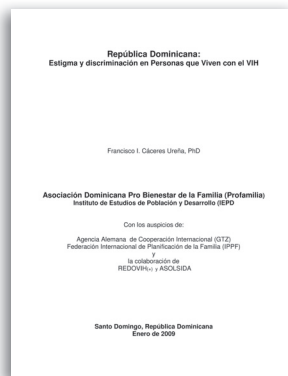 República Dominicana:
Estigma y discriminación en Personas que Viven con el VIH
Francisco I. Cáceres Ureña, PhD
Asociación Dominicana Pro Bienestar de la Familia (Profamilia)
Instituto de Estudios de Población y Desarrollo (IEPD
Con los auspicios de:
Agencia Alemana de Cooperación Internacional (GTZ)
Federación Internacional de Planificación de la Familia (IPPF)
y
la colaboración de
REDOVIH(+) y ASOLSIDA
Santo Domingo, República Dominicana
Enero de 2009